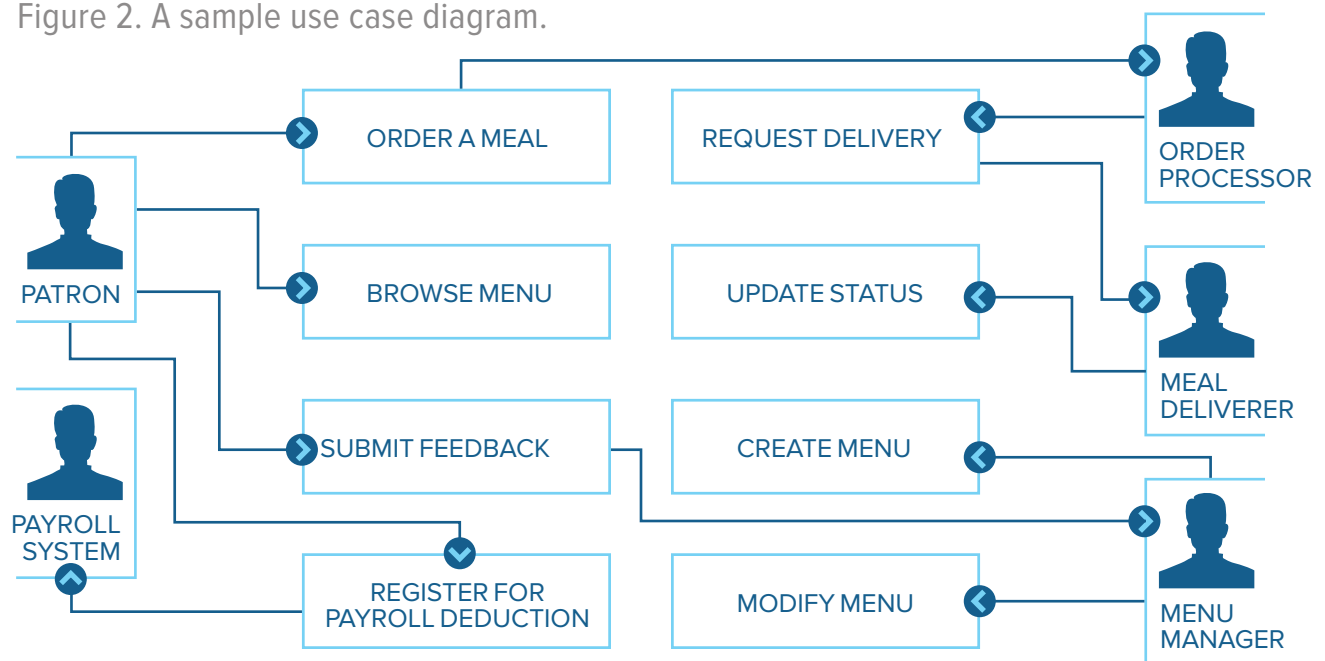 Figure 2. A sample use case diagram.
ORDER A MEAL
REQUEST DELIVERY
ORDER
PROCESSOR
PATRON
BROWSE MENU
UPDATE STATUS
MEAL
DELIVERER
SUBMIT FEEDBACK
CREATE MENU
PAYROLL
SYSTEM
REGISTER FOR
PAYROLL DEDUCTION
MODIFY MENU
MENU
MANAGER